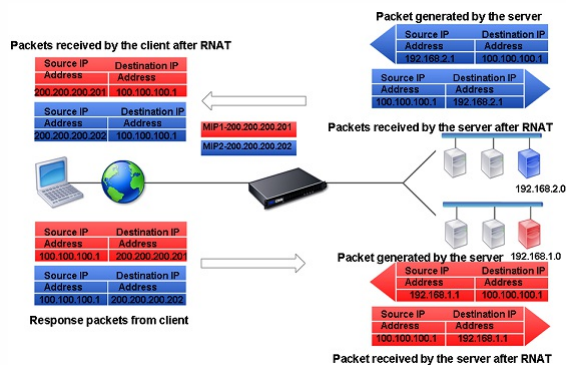 Packet generated by the server
Source IP Destination IP
Address Address
192.168.2.1 100.100.100.1
Source IP Destination IP
Address Address
100.100.100.1 192.168.2.1
Packets received by the server after RNAT
Packets received by the client after RNAT
Source IP Destination IP
Address Address
200.200.200.201 100.100.100.1
Source IP Destination IP
Address Address
200.200.200.202 100.100.100.1
MIP1-200.200.200.201
MIP2-200.200.200.202
192.168.2.0
192.168.1.0
Source IP Destination IP
Address Address
100.100.100.1 200.200.200.201
Source IP Destination IP
Address Address
100.100.100.1 200.200.200.202
Response packets from client
Packet generated by the server
Source IP Destination IP
Address Address
192.168.1.1 100.100.100.1
Source IP Destination IP
Address Address
100.100.100.1 192.168.1.1
Packet received by the server after RNAT